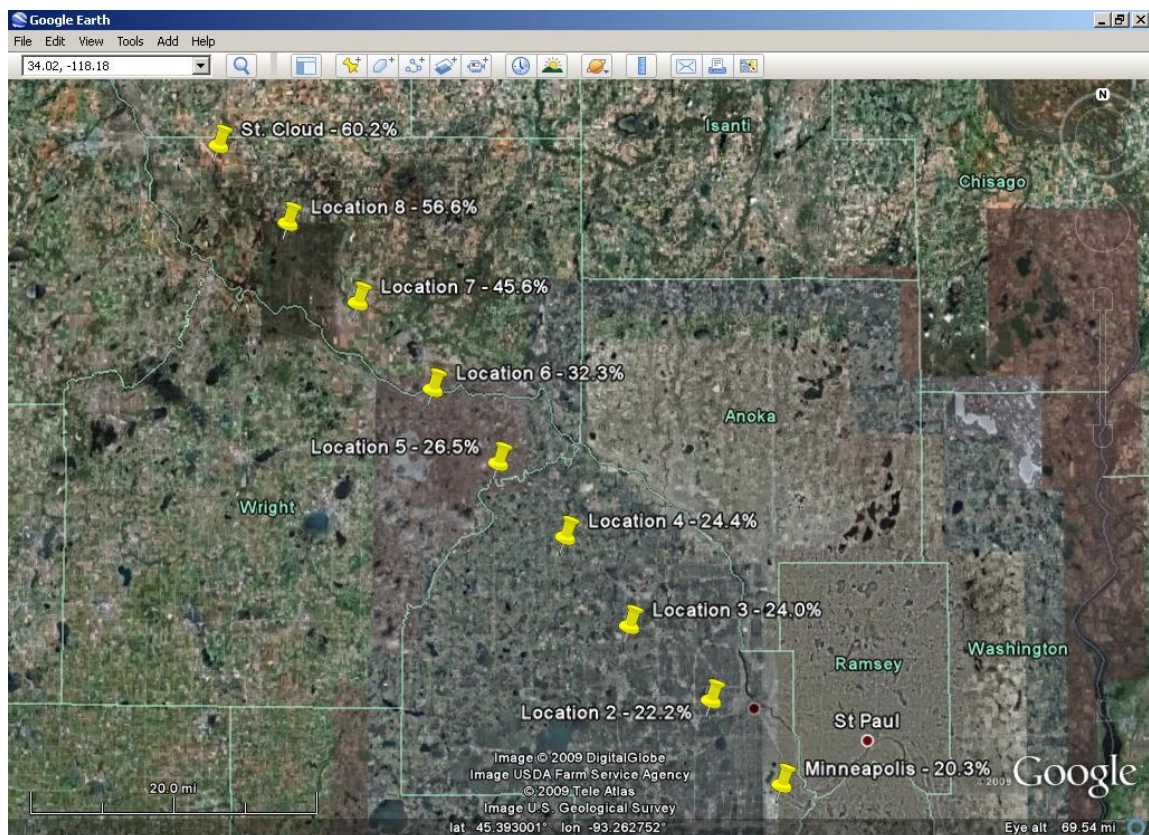 Google Earth
File Edit View Tools Add Help
34.02, -118.18
N
St. Cloud - 60.2%
Isanti
Chisago
Location 8 - 56.6%
Location 7 - 45.6%
Location 6 - 32.3%
Anoka
Location 5 - 26.5%
Wright
Location 4 - 24.4%
Location 3 - 24.0%
Washington
Ramsey
Location 2 - 22.2%
St Paul
Minneapolis - 20.3%
Image © 2009 DigitalGlobe
Image USDA Farm Service Agency
© 2009 Tele Atlas
Image U.S. Geological Survey
©2009 Google
20.0 mi
lat 45.393001° lon -93.262752°
Eye alt 69.54 mi